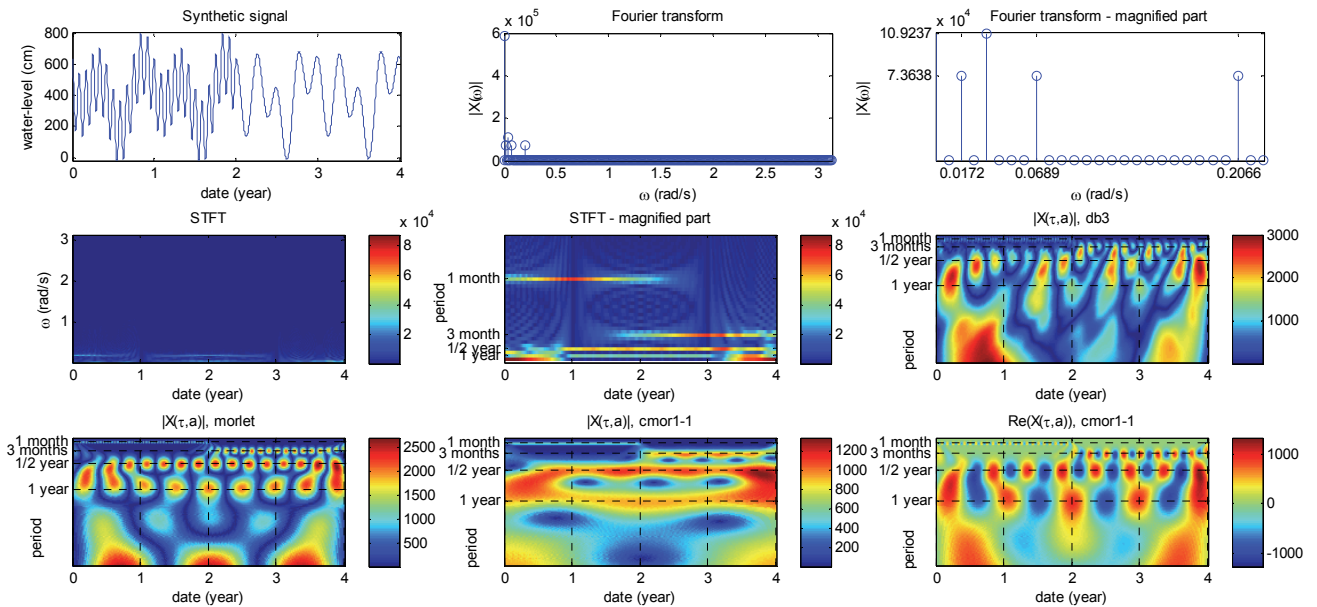 Synthetic signal
800
600
400
200
0
water-level (cm)
0 1 2 3 4
date (year)
Fourier transform
x 10^5
6
4
2
0
|X(ω)|
0 0.5 1 1.5 2 2.5 3
ω (rad/s)
Fourier transform - magnified part
x 10^4
10.9237
7.3638
|X(ω)|
0.0172 0.0689 0.2066
ω (rad/s)
STFT
3
2
1
ω (rad/s)
0 1 2 3 4
date (year)
x 10^4
8
6
4
2
STFT - magnified part
1 month
3 month
1/2 year
1 year
period
0 1 2 3 4
date (year)
x 10^4
8
6
4
2
|X(τ,a)|, db3
1 month
3 months
1/2 year
1 year
period
0 1 2 3 4
date (year)
3000
2000
1000
|X(τ,a)|, morlet
1 month
3 months
1/2 year
1 year
period
0 1 2 3 4
date (year)
2500
2000
1500
1000
500
|X(τ,a)|, cmor1-1
1 month
3 months
1/2 year
1 year
period
0 1 2 3 4
date (year)
1200
1000
800
600
400
200
Re(X(τ,a)), cmor1-1
1 month
3 months
1/2 year
1 year
period
0 1 2 3 4
date (year)
1000
0
-1000